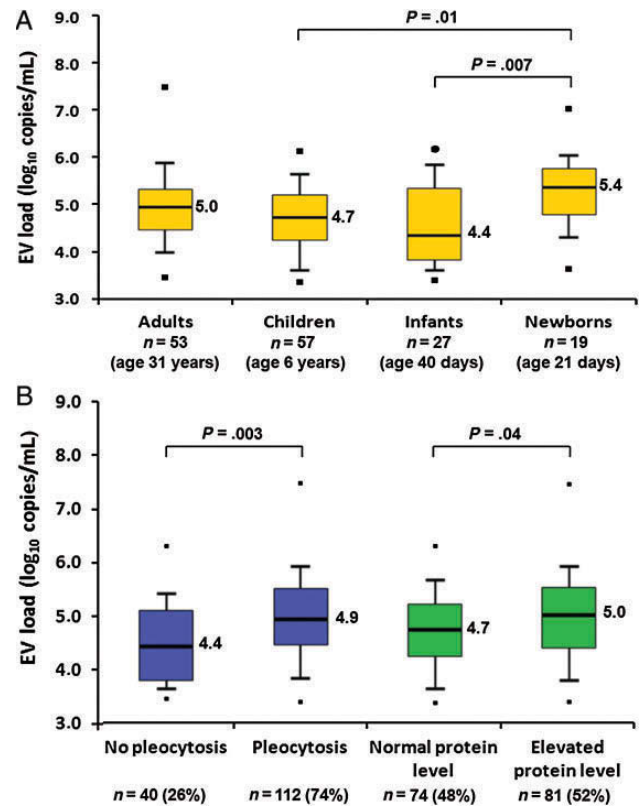 A
EV load (log10 copies/mL)
9.0
8.0
7.0
6.0
5.0
4.0
3.0
P = .01
P = .007
5.0
4.7
4.4
5.4
Adults Children Infants Newborns
n = 53 n = 57 n = 27 n = 19
(age 31 years) (age 6 years) (age 40 days) (age 21 days)
B
EV load (log10 copies/mL)
9.0
8.0
7.0
6.0
5.0
4.0
3.0
P = .003
P = .04
4.4
4.9
4.7
5.0
No pleocytosis Pleocytosis Normal protein Elevated
level protein level
n = 40 (26%) n = 112 (74%) n = 74 (48%) n = 81 (52%)